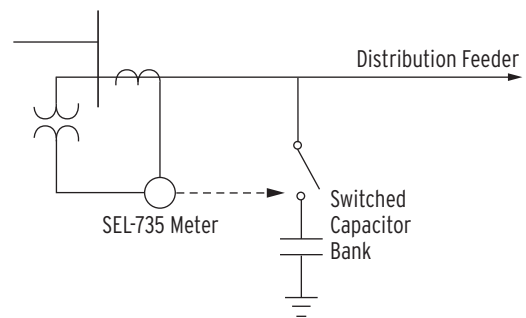 Distribution Feeder
SEL-735 Meter
Switched
Capacitor
Bank